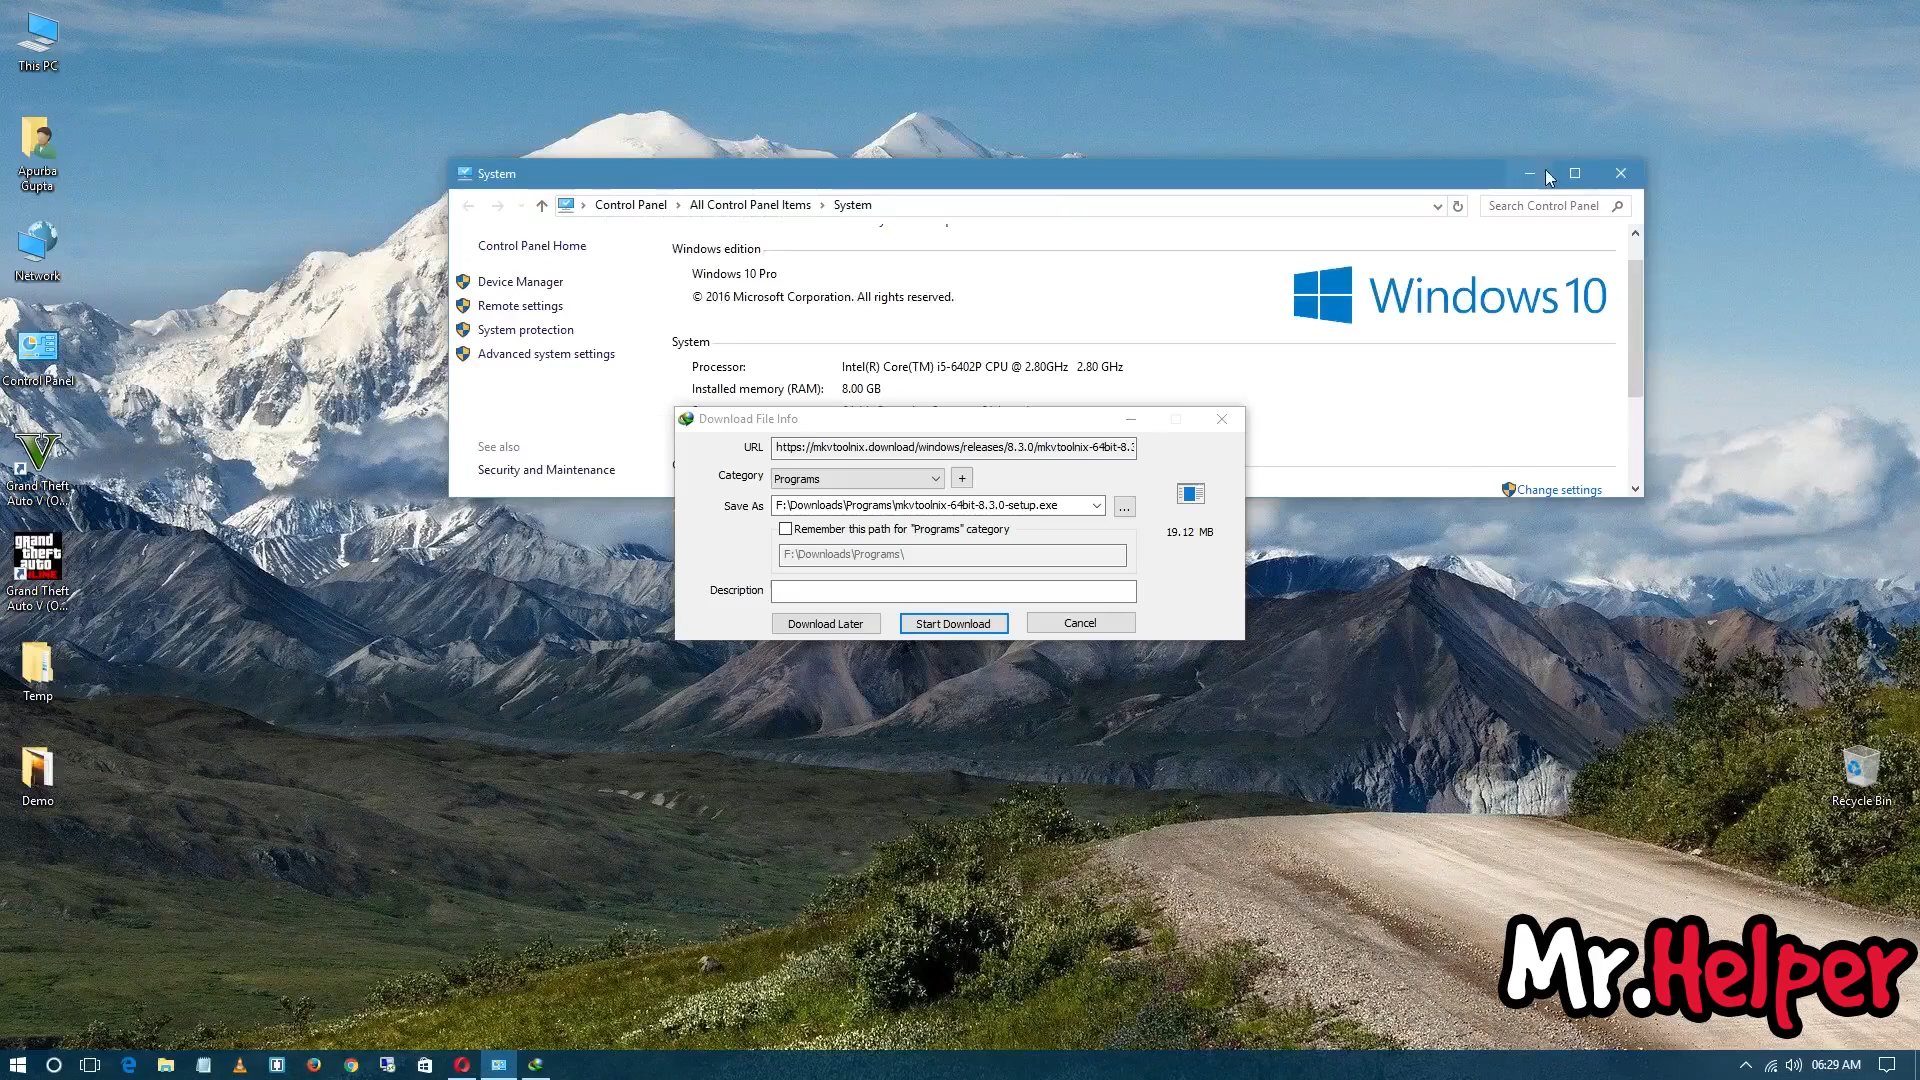 This PC
Apurba
Gupta
Network
Control Panel
Grand Theft
Auto V (O...
grand
theft
auto
Grand Theft
Auto V (O...
Temp
Demo
System
Control Panel > All Control Panel Items > System
Search Control Panel
Control Panel Home
Device Manager
Remote settings
System protection
Advanced system settings
See also
Security and Maintenance
Windows edition
Windows 10 Pro
© 2016 Microsoft Corporation. All rights reserved.
Windows 10
System
Processor: Intel(R) Core(TM) i5-6402P CPU @ 2.80GHz 2.80 GHz
Installed memory (RAM): 8.00 GB
Change settings
Download File Info
URL https://mkvtoolnix.download/windows/releases/8.3.0/mkvtoolnix-64bit-8.3
Category Programs +
Save As F:\Downloads\Programs\mkvtoolnix-64bit-8.3.0-setup.exe ...
Remember this path for "Programs" category
F:\Downloads\Programs\
19.12 MB
Description
Download Later Start Download Cancel
Recycle Bin
Mr.Helper
06:29 AM